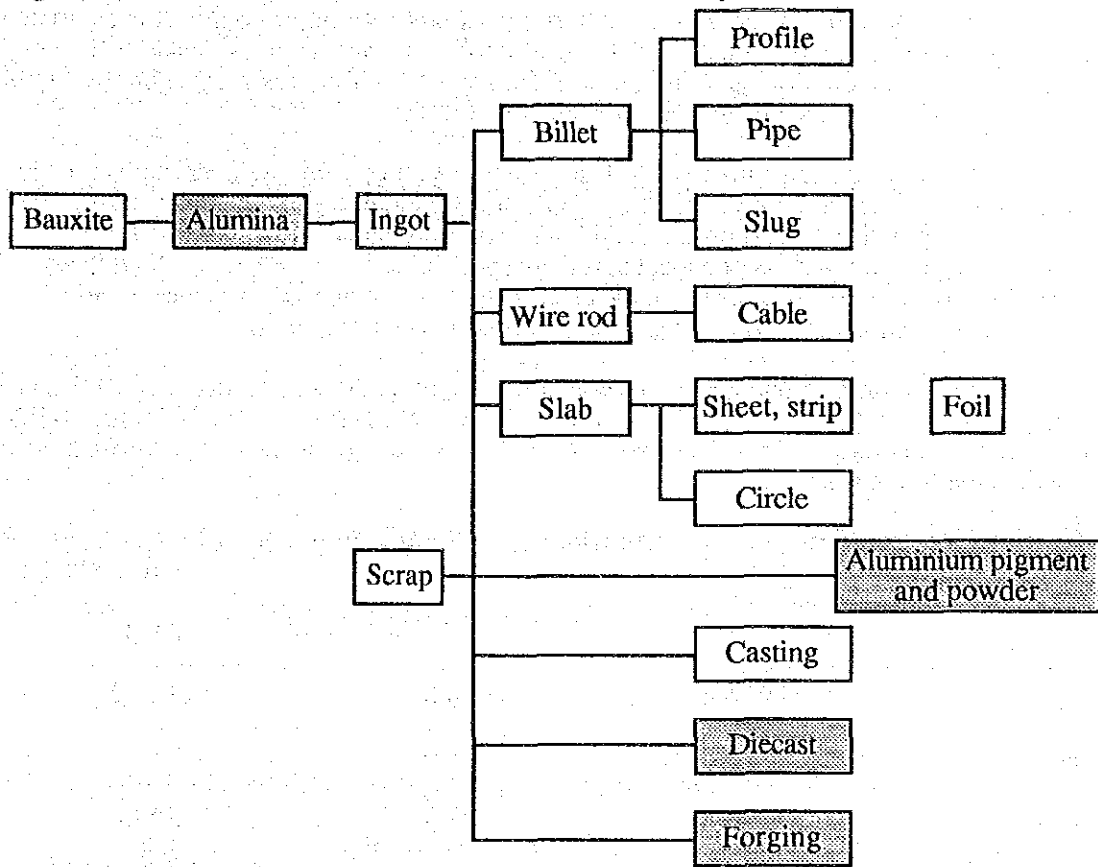 Profile
Billet
Pipe
Bauxite
Alumina
Ingot
Slug
Wire rod
Cable
Slab
Sheet, strip
Foil
Circle
Scrap
Aluminium pigment
and powder
Casting
Diecast
Forging